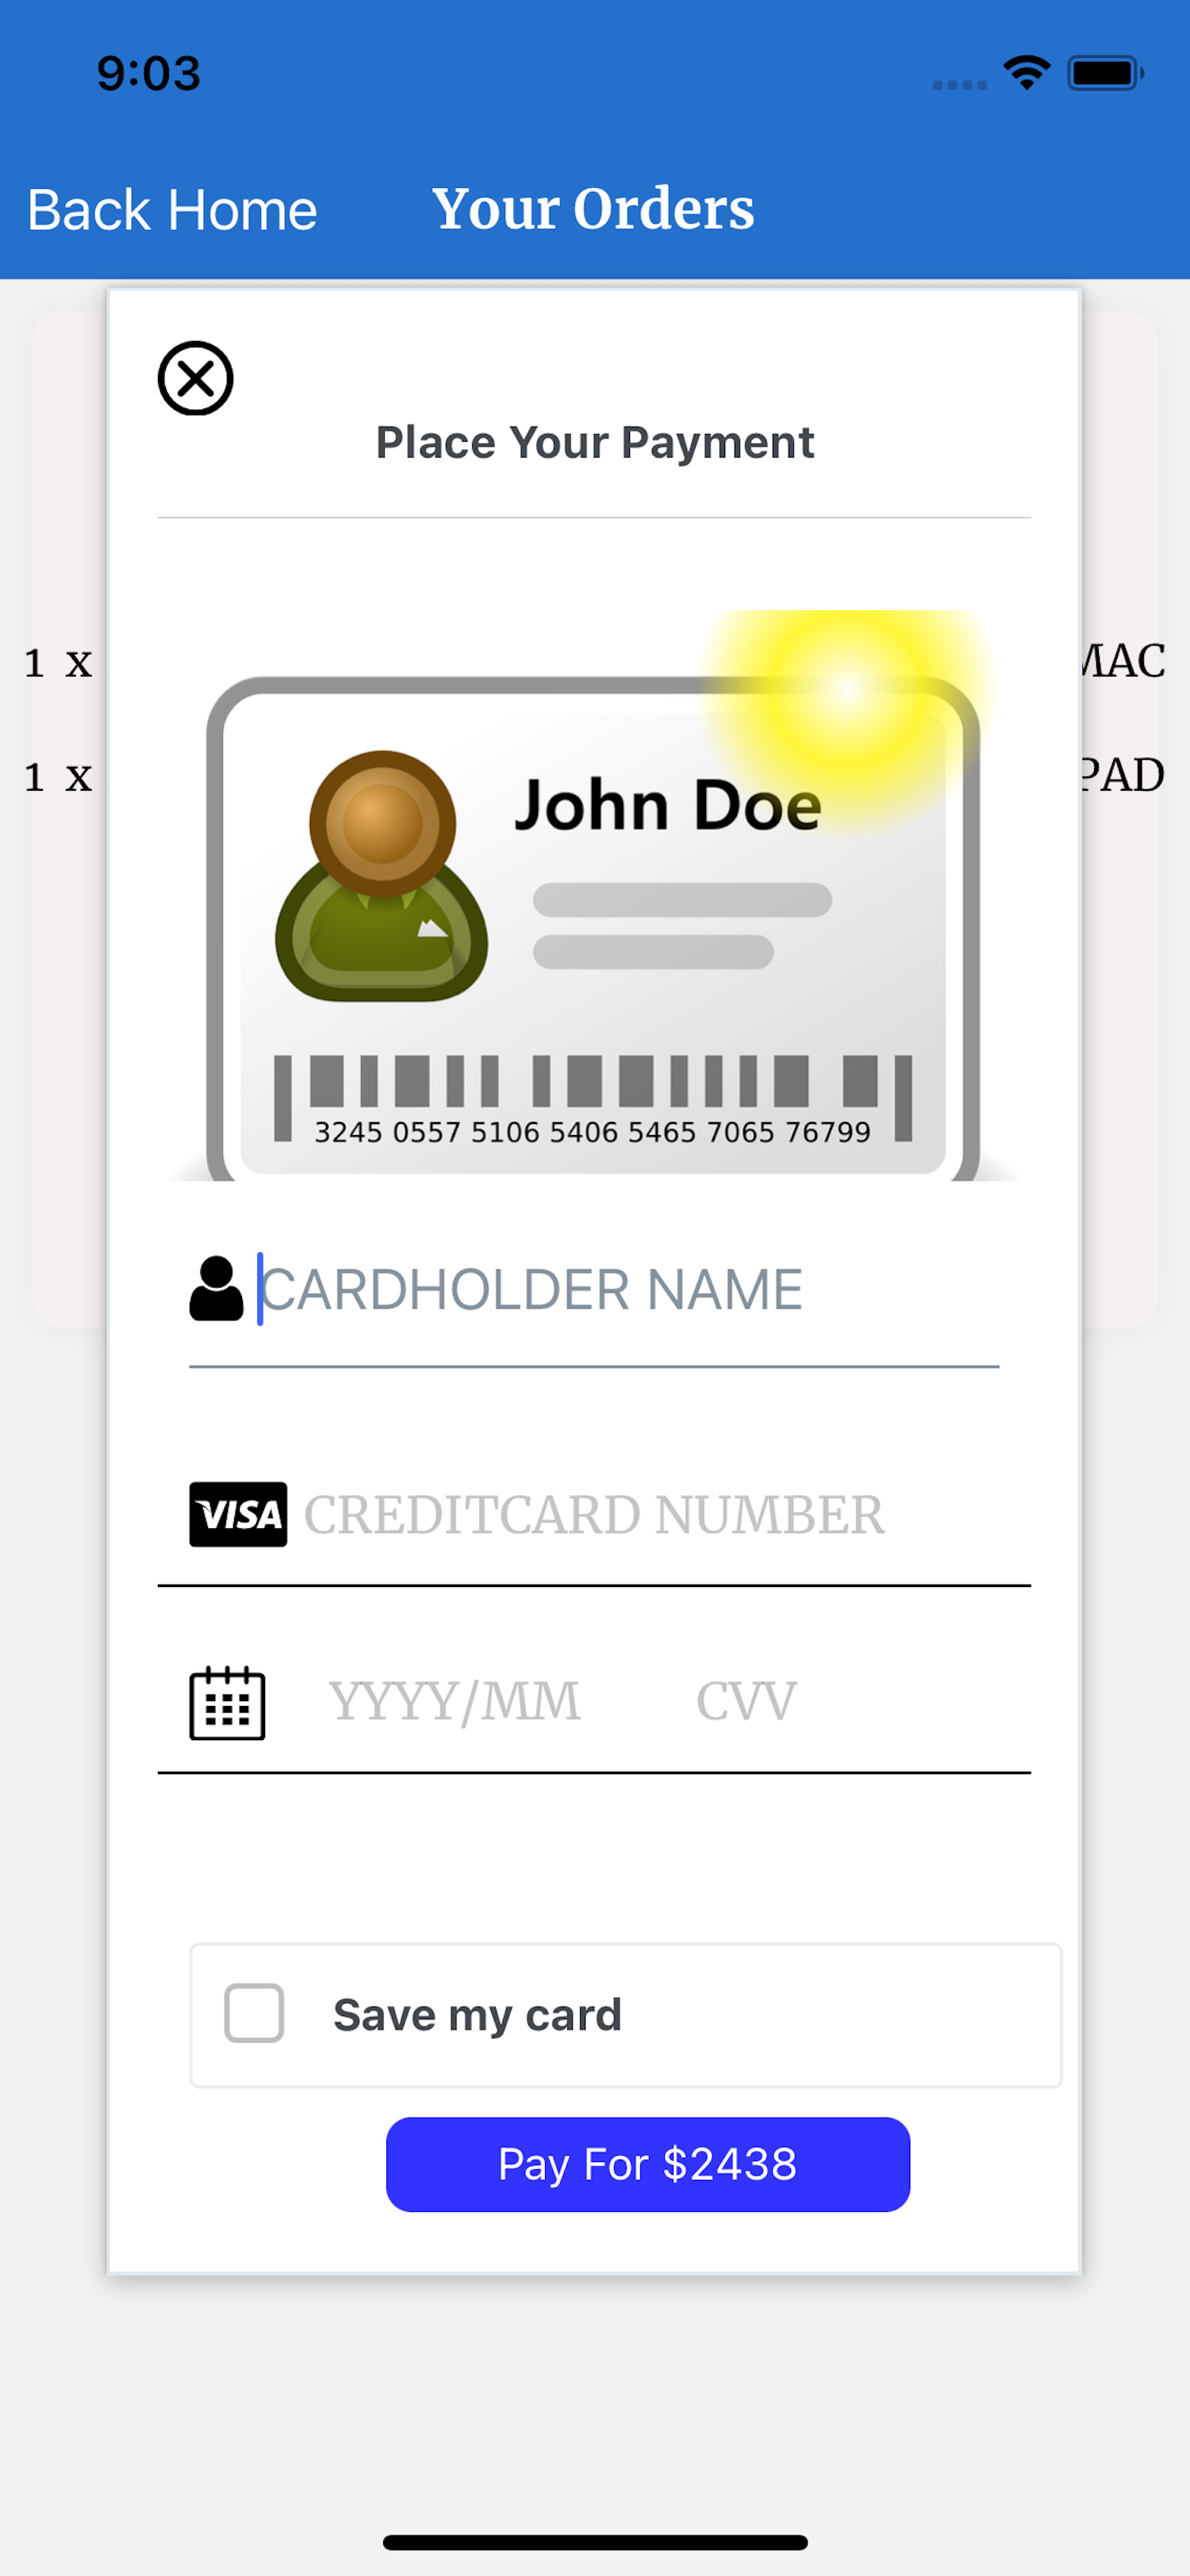 9:03
Back Home Your Orders
Place Your Payment
1 x MAC
1 x PAD
John Doe
3245 0557 5106 5406 5465 7065 76799
CARDHOLDER NAME
VISA CREDITCARD NUMBER
YYYY/MM CVV
Save my card
Pay For $2438